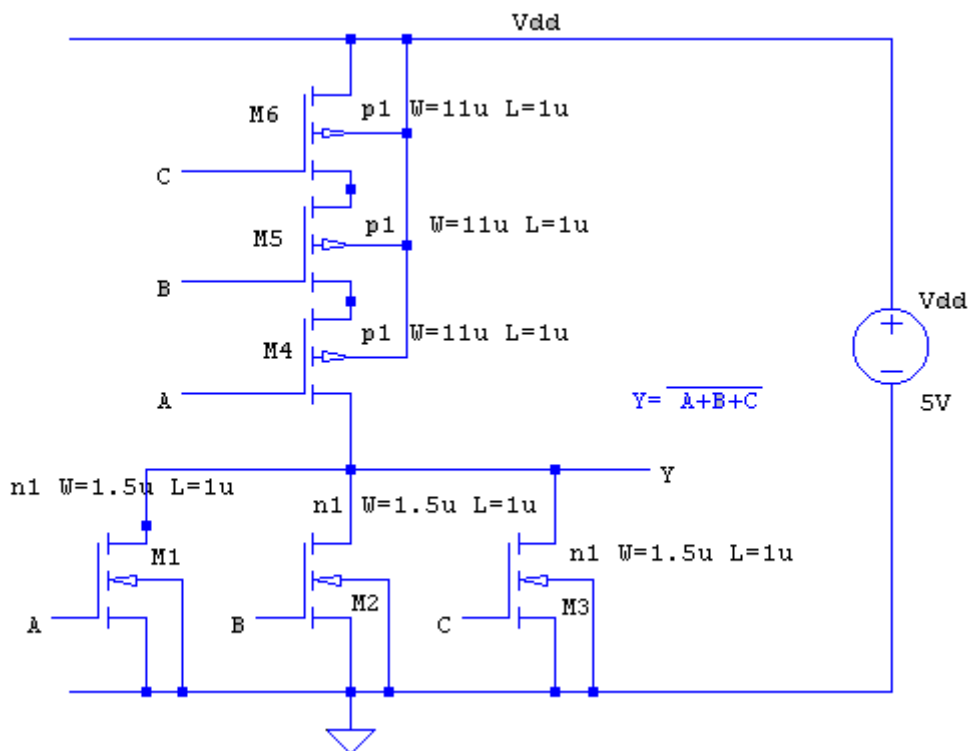 Vdd
M6
p1 W=11u L=1u
C
M5
p1 W=11u L=1u
B
Vdd
+
M4
p1 W=11u L=1u
−
A
Y= A+B+C
5V
Y
n1 W=1.5u L=1u
n1 W=1.5u L=1u
M1
n1 W=1.5u L=1u
M2
M3
A
B
C